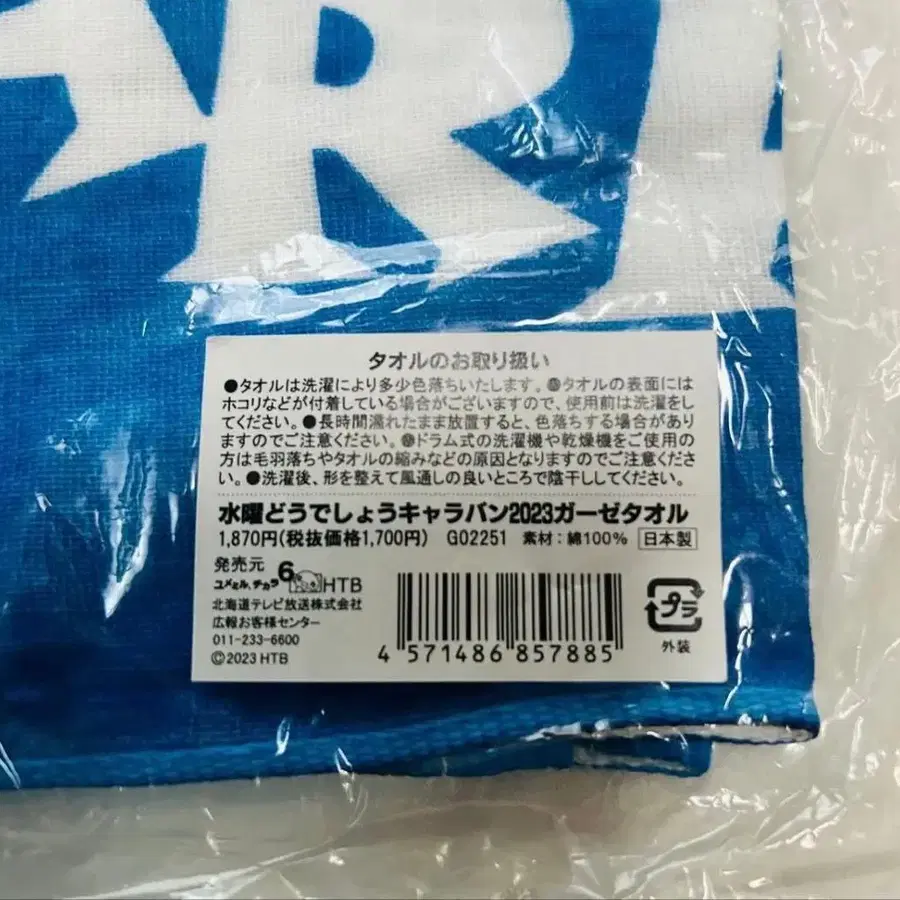 AR
タオルのお取り扱い
●タオルは洗濯により多少色落ちいたします。●タオルの表面には
ホコリなどが付着している場合がございますので、使用前は洗濯をし
てください。●長時間濡れたまま放置すると、色落ちする場合があり
ますのでご注意ください。●ドラム式の洗濯機や乾燥機をご使用の
方は毛羽落ちやタオルの縮みなどの原因となりますのでご注意くださ
い。●洗濯後、形を整えて風通しの良いところで陰干ししてください。
水曜どうでしょうキャラバン2023ガーゼタオル
1,870円(税抜価格1,700円) G02251 素材:綿100% 日本製
発売元
ユメミル、チカラ 6 HTB
北海道テレビ放送株式会社
広報お客様センター
011-233-6600
©2023 HTB
4 571486 857885
プラ
外装